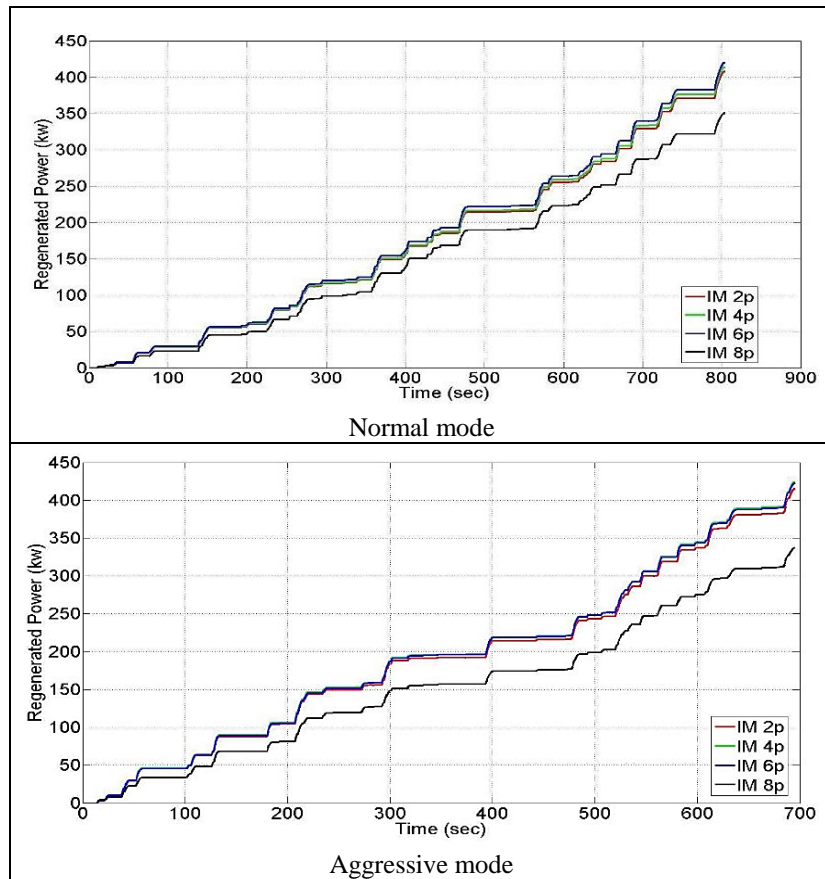 450
400
350
300
250
200
150
100
50
0
Regenerated Power (kw)
IM 2p
IM 4p
IM 6p
IM 8p
0 100 200 300 400 500 600 700 800 900
Time (sec)
Normal mode
450
400
350
300
250
200
150
100
50
0
Regenerated Power (kw)
IM 2p
IM 4p
IM 6p
IM 8p
0 100 200 300 400 500 600 700
Time (sec)
Aggressive mode